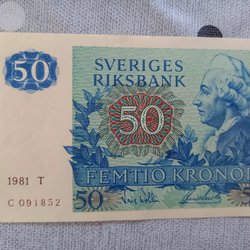 50
SVERIGES
RIKSBANK
50
1981 T
FEMTIO KRONOR
C 091852
50